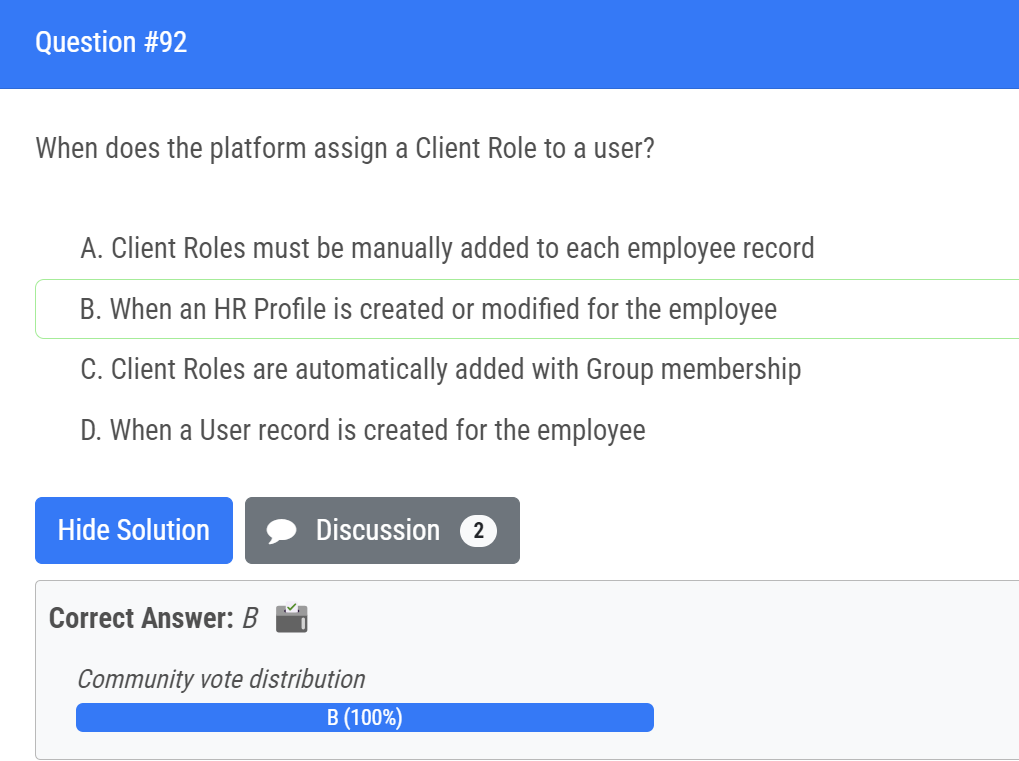 Question #92
When does the platform assign a Client Role to a user?
A. Client Roles must be manually added to each employee record
B. When an HR Profile is created or modified for the employee
C. Client Roles are automatically added with Group membership
D. When a User record is created for the employee
Hide Solution
Discussion 2
Correct Answer: B
Community vote distribution
B (100%)